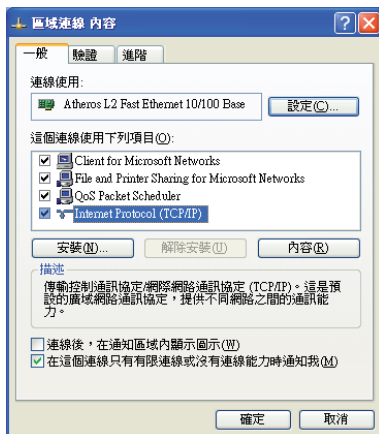 區域連線 內容
一般 驗證 進階
連線使用:
Atheros L2 Fast Ethernet 10/100 Base
設定(C)...
這個連線使用下列項目(O):
Client for Microsoft Networks
File and Printer Sharing for Microsoft Networks
QoS Packet Scheduler
Internet Protocol (TCP/IP)
安裝(N)... 解除安裝(U) 內容(R)
描述
傳輸控制通訊協定/網際網路通訊協定 (TCP/IP)。這是預
設的廣域網路通訊協定，提供不同網路之間的通訊能
力。
連線後，在通知區域內顯示圖示(W)
在這個連線只有有限連線或沒有連線能力時通知我(M)
確定 取消